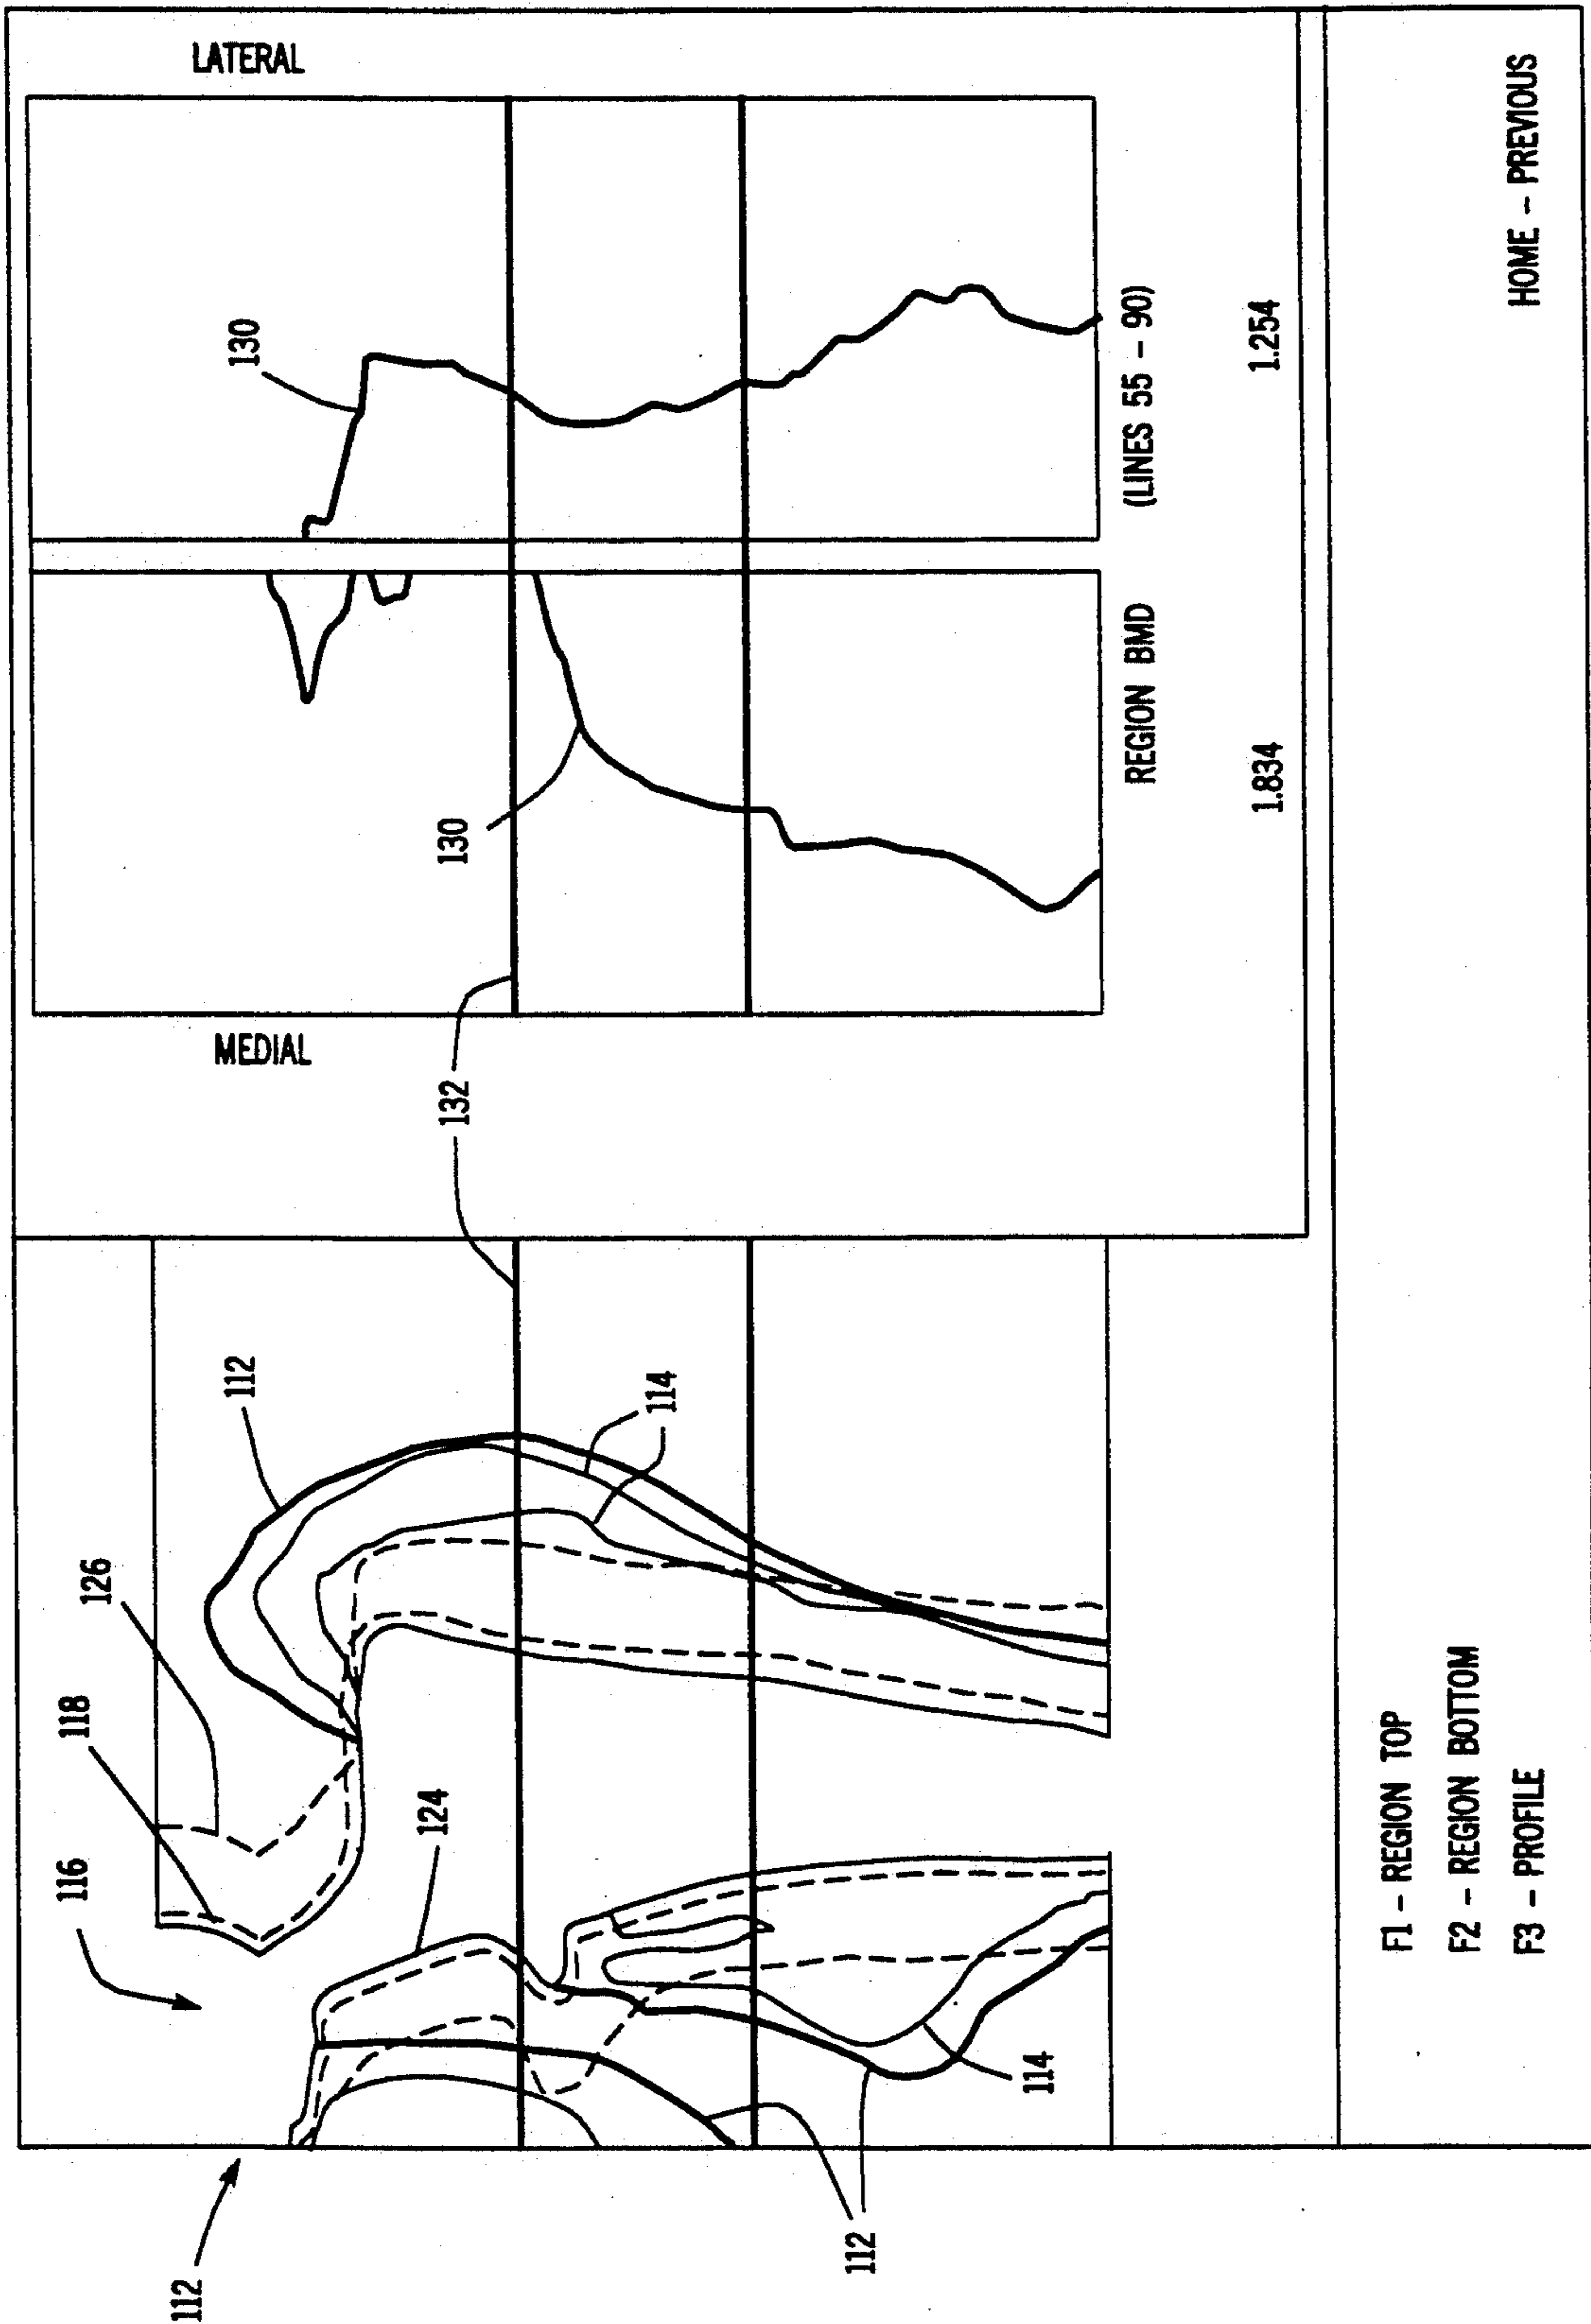 112
116
118
126
112
124
114
112
114
132
MEDIAL
130
130
LATERAL
REGION BMD
(LINES 55 - 90)
1.834
1.254
F1 - REGION TOP
F2 - REGION BOTTOM
F3 - PROFILE
HOME - PREVIOUS